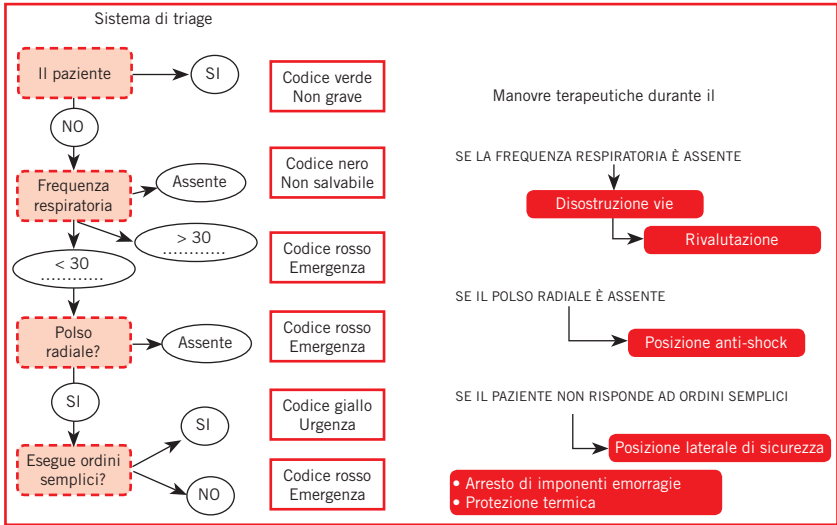 Sistema di triage
Il paziente
SI
Codice verde
Non grave
NO
Frequenza
respiratoria
Assente
Codice nero
Non salvabile
> 30
............
Codice rosso
Emergenza
< 30
............
Polso
radiale?
Assente
Codice rosso
Emergenza
SI
Esegue ordini
semplici?
SI
Codice giallo
Urgenza
NO
Codice rosso
Emergenza
Manovre terapeutiche durante il
SE LA FREQUENZA RESPIRATORIA È ASSENTE
Disostruzione vie
Rivalutazione
SE IL POLSO RADIALE È ASSENTE
Posizione anti-shock
SE IL PAZIENTE NON RISPONDE AD ORDINI SEMPLICI
Posizione laterale di sicurezza
• Arresto di imponenti emorragie
• Protezione termica